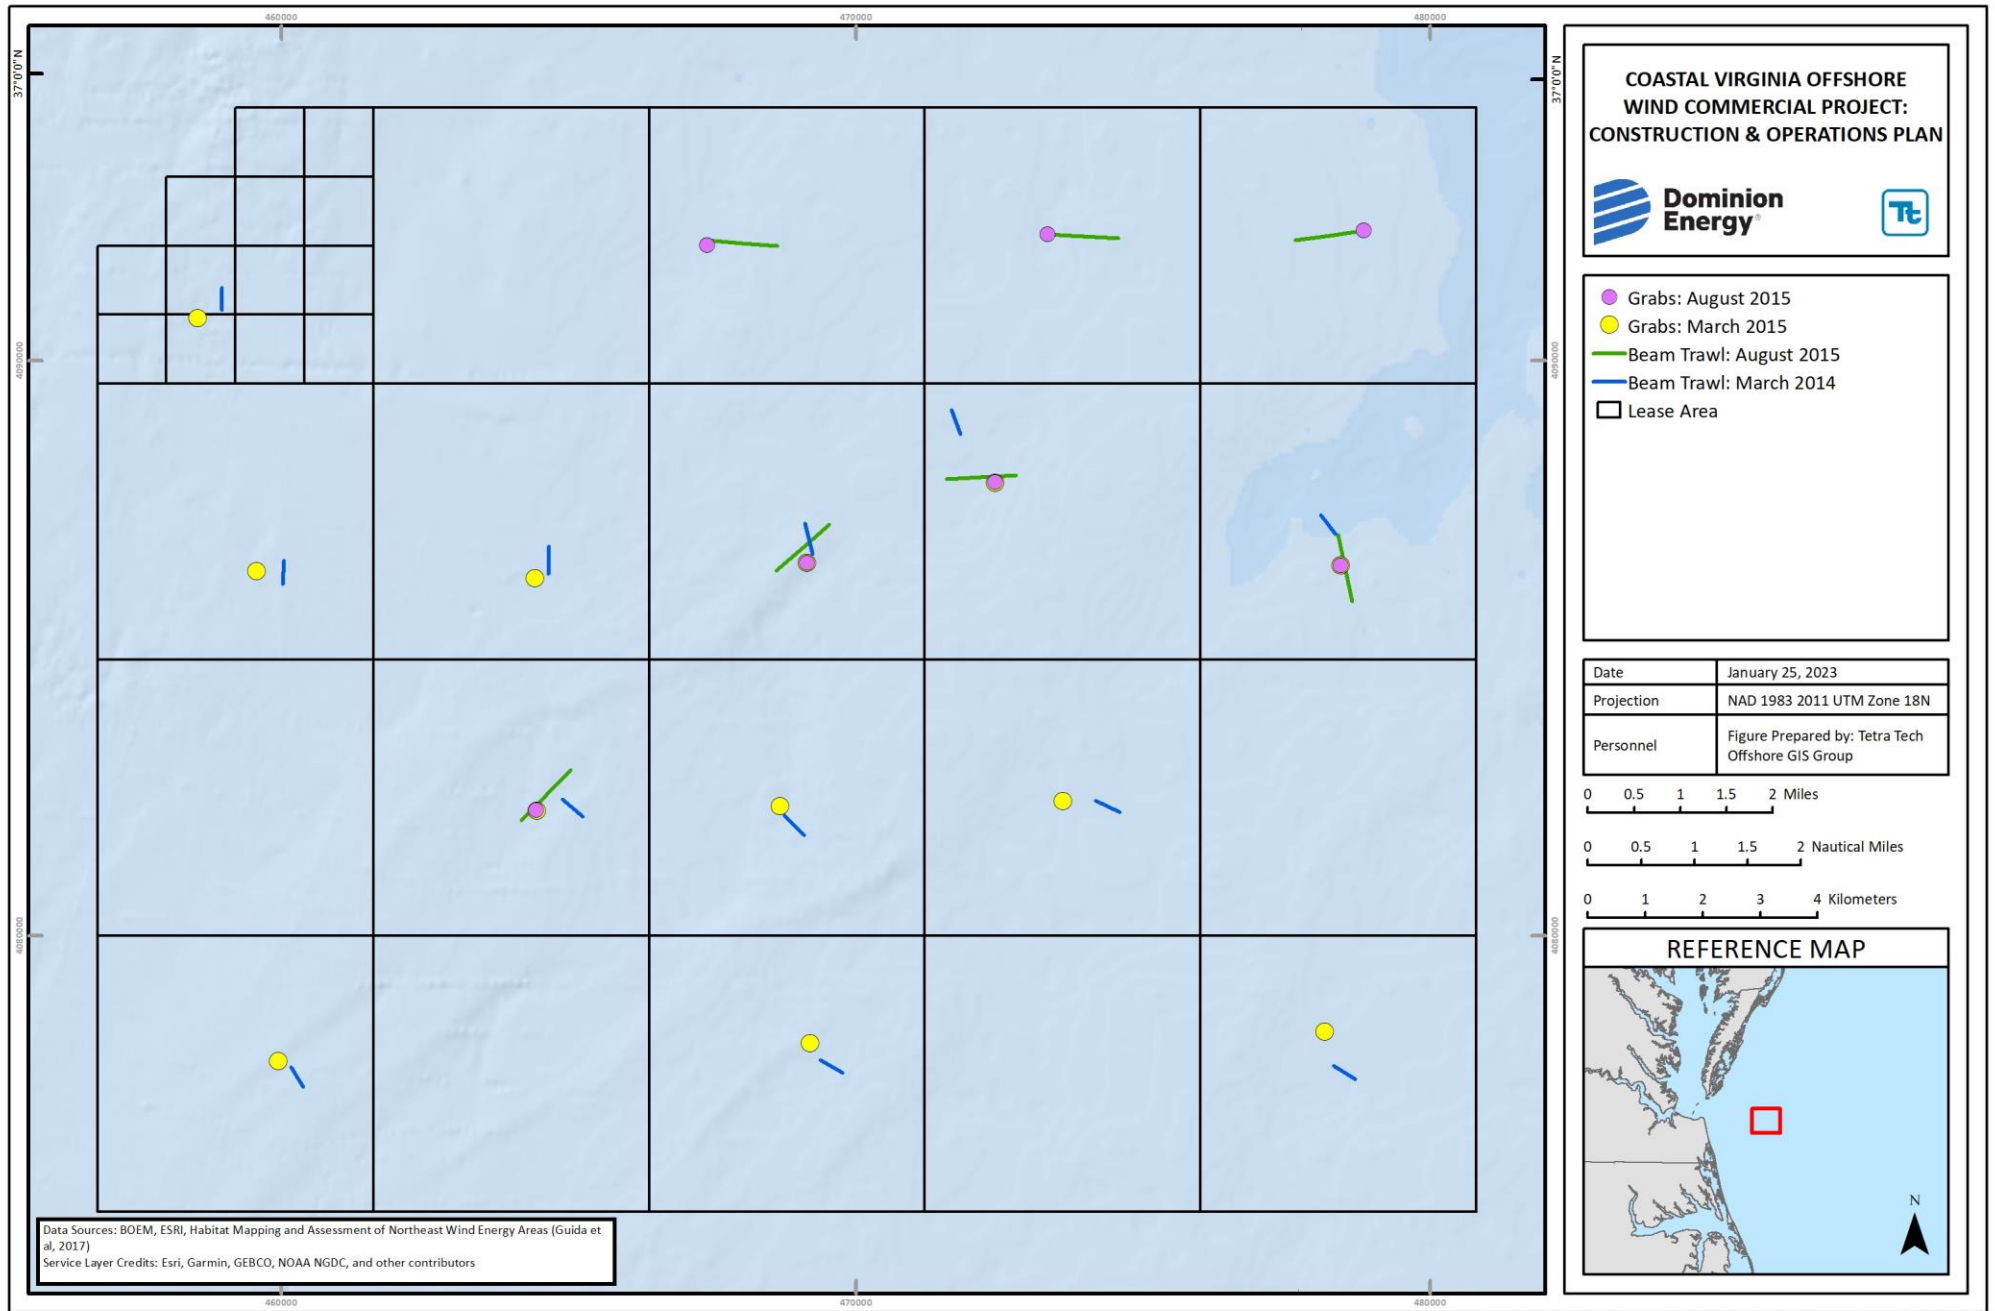 460000
470000
480000
37°0'0"N
37°0'0"N
4090000
4090000
4080000
4080000
460000
470000
480000
Data Sources: BOEM, ESRI, Habitat Mapping and Assessment of Northeast Wind Energy Areas (Guida et
al, 2017)
Service Layer Credits: Esri, Garmin, GEBCO, NOAA NGDC, and other contributors
COASTAL VIRGINIA OFFSHORE
WIND COMMERCIAL PROJECT:
CONSTRUCTION & OPERATIONS PLAN
Dominion
Energy®
Tt
Grabs: August 2015
Grabs: March 2015
Beam Trawl: August 2015
Beam Trawl: March 2014
Lease Area
Date January 25, 2023
Projection NAD 1983 2011 UTM Zone 18N
Personnel Figure Prepared by: Tetra Tech
Offshore GIS Group
0 0.5 1 1.5 2 Miles
0 0.5 1 1.5 2 Nautical Miles
0 1 2 3 4 Kilometers
REFERENCE MAP
N